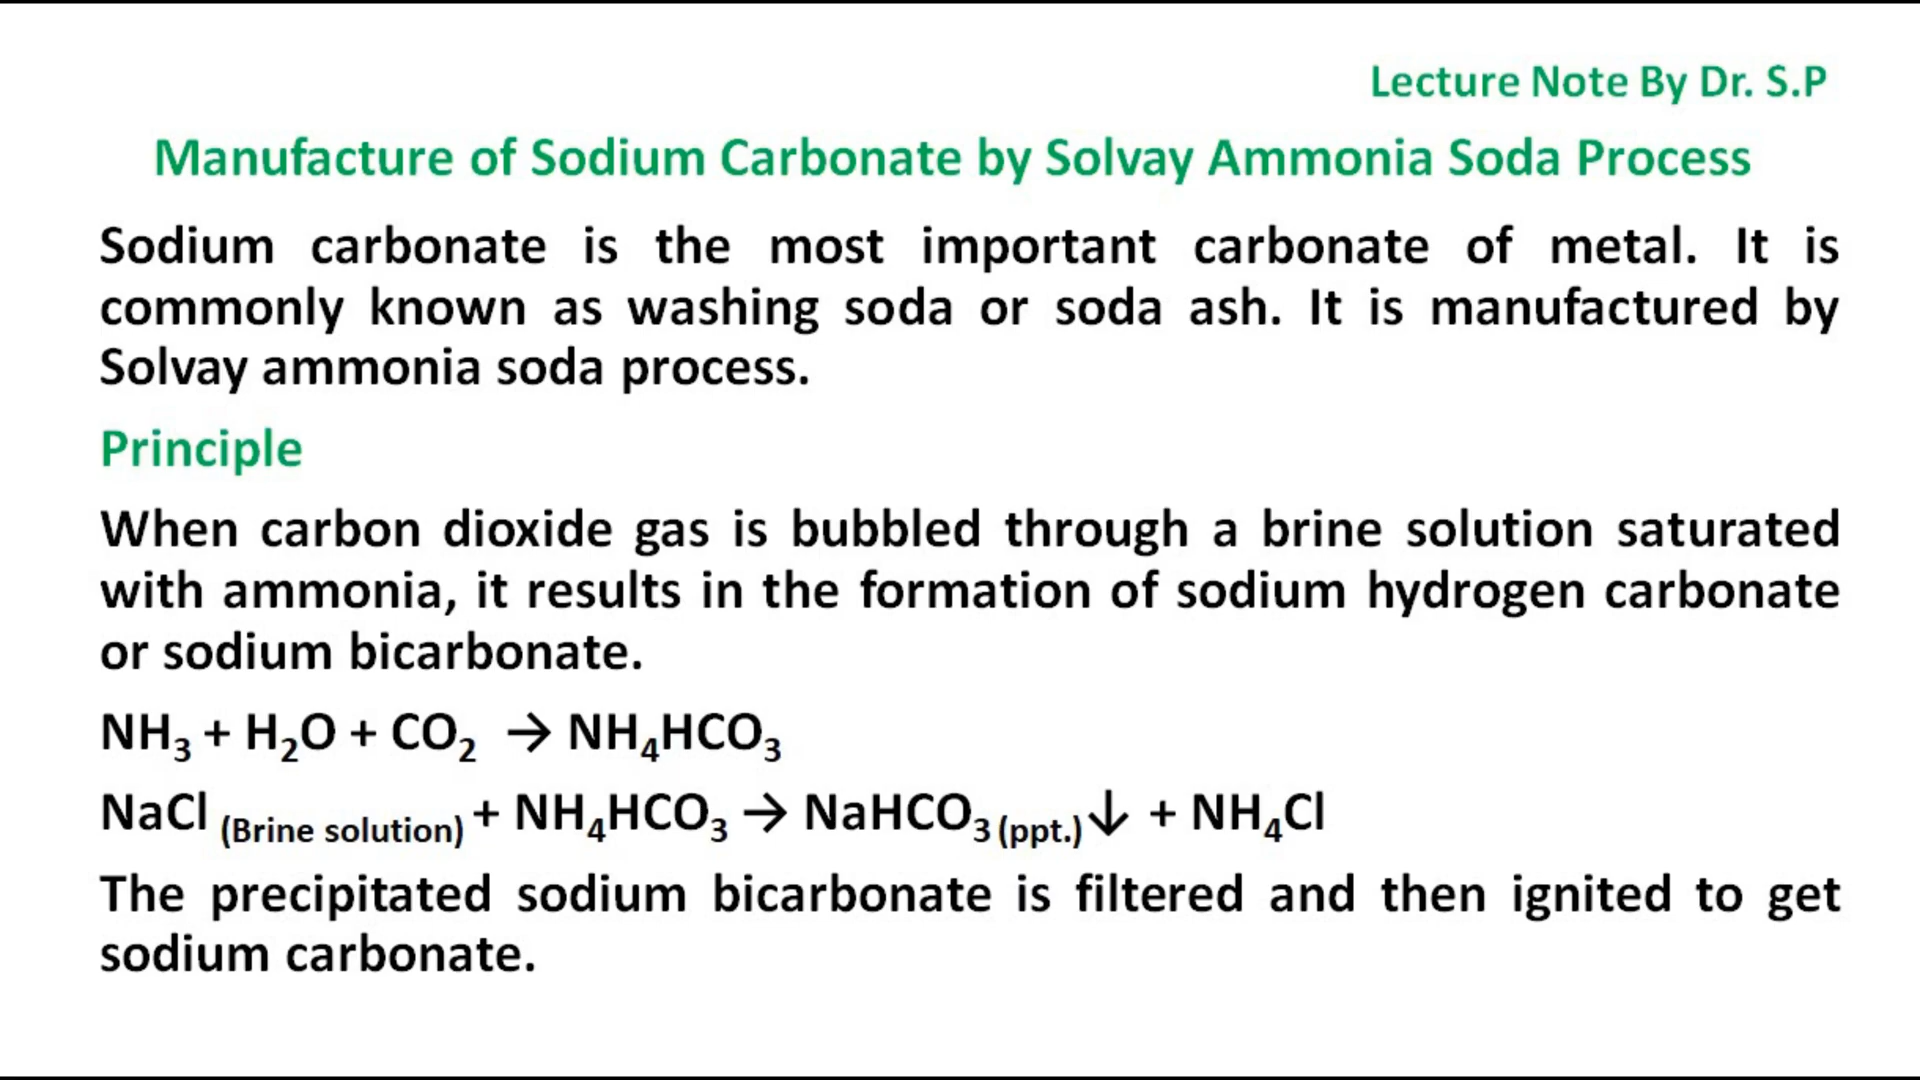 Lecture Note By Dr. S.P
Manufacture of Sodium Carbonate by Solvay Ammonia Soda Process
Sodium carbonate is the most important carbonate of metal. It is
commonly known as washing soda or soda ash. It is manufactured by
Solvay ammonia soda process.
Principle
When carbon dioxide gas is bubbled through a brine solution saturated
with ammonia, it results in the formation of sodium hydrogen carbonate
or sodium bicarbonate.
NH₃ + H₂O + CO₂ → NH₄HCO₃
NaCl (Brine solution) + NH₄HCO₃ → NaHCO₃ (ppt.)↓ + NH₄Cl
The precipitated sodium bicarbonate is filtered and then ignited to get
sodium carbonate.